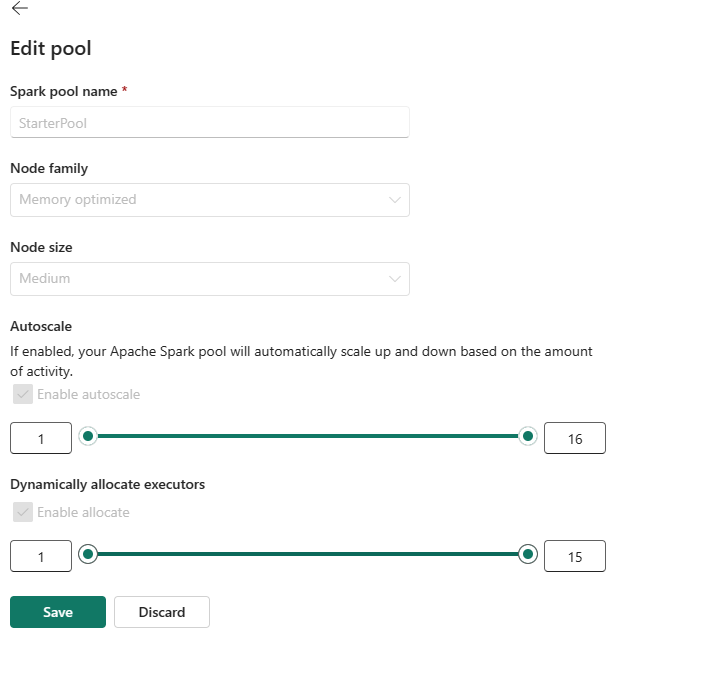 Edit pool
Spark pool name *
StarterPool
Node family
Memory optimized
Node size
Medium
Autoscale
If enabled, your Apache Spark pool will automatically scale up and down based on the amount
of activity.
Enable autoscale
1 16
Dynamically allocate executors
Enable allocate
1 15
Save Discard